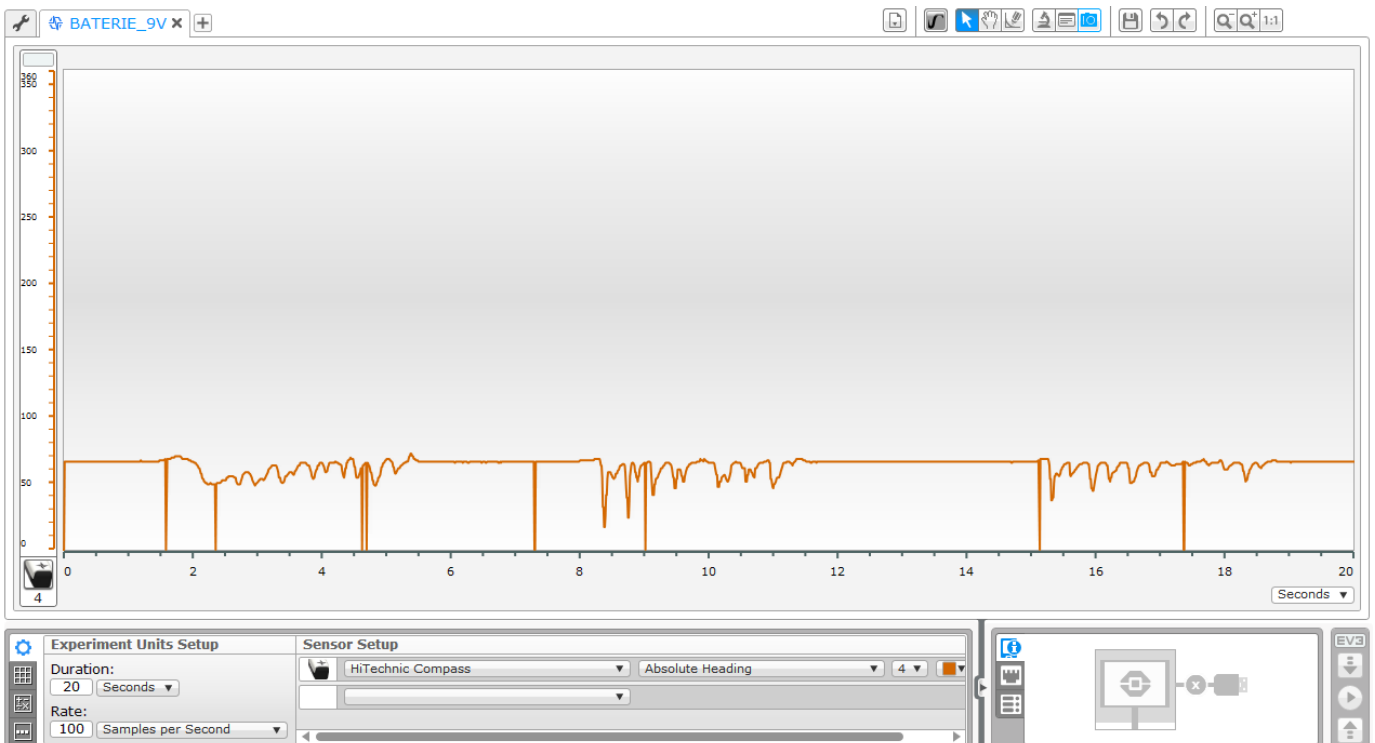 BATERIE_9V
1:1
360
350
300
250
200
150
100
50
0
4
0 2 4 6 8 10 12 14 16 18 20
Seconds
Experiment Units Setup
Duration:
20 Seconds
Rate:
100 Samples per Second
Sensor Setup
HiTechnic Compass Absolute Heading 4
EV3